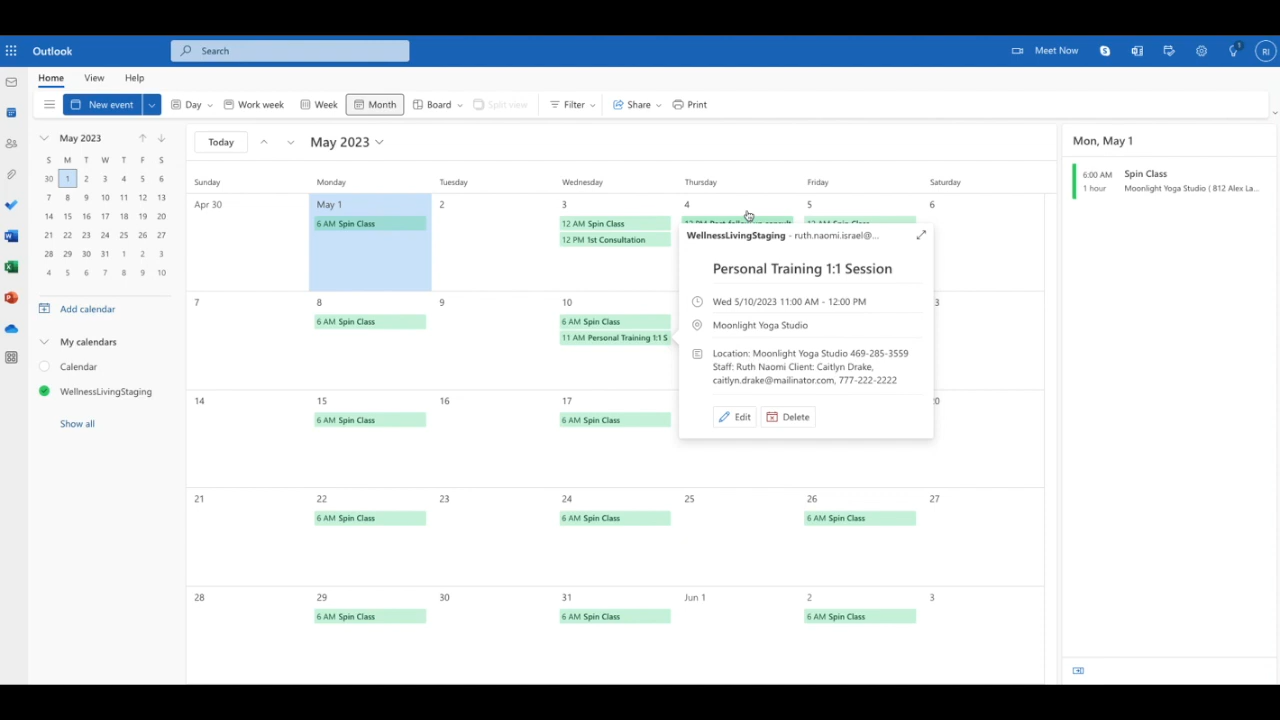 Outlook
Search
Meet Now
1
RI
Home
View
Help
New event
Day
Work week
Week
Month
Board
Split view
Filter
Share
Print
May 2023
S M T W T F S
30 1 2 3 4 5 6
7 8 9 10 11 12 13
14 15 16 17 18 19 20
21 22 23 24 25 26 27
28 29 30 31 1 2 3
4 5 6 7 8 9 10
Add calendar
My calendars
Calendar
WellnessLivingStaging
Show all
Today
May 2023
Sunday Monday Tuesday Wednesday Thursday Friday Saturday
Apr 30 May 1 2 3 4 5 6
6 AM Spin Class
12 AM Spin Class
12 PM 1st Consultation
7 8 9 10
6 AM Spin Class
6 AM Spin Class
11 AM Personal Training 1:1 S
WellnessLivingStaging - ruth.naomi.israel@...
Personal Training 1:1 Session
Wed 5/10/2023 11:00 AM - 12:00 PM
Moonlight Yoga Studio
Location: Moonlight Yoga Studio 469-285-3559
Staff: Ruth Naomi Client: Caitlyn Drake,
caitlyn.drake@mailinator.com, 777-222-2222
Edit
Delete
14 15 16 17
6 AM Spin Class
6 AM Spin Class
21 22 23 24 25 26 27
6 AM Spin Class
6 AM Spin Class
6 AM Spin Class
28 29 30 31 Jun 1 2 3
6 AM Spin Class
6 AM Spin Class
6 AM Spin Class
Mon, May 1
6:00 AM Spin Class
1 hour Moonlight Yoga Studio ( 812 Alex La...